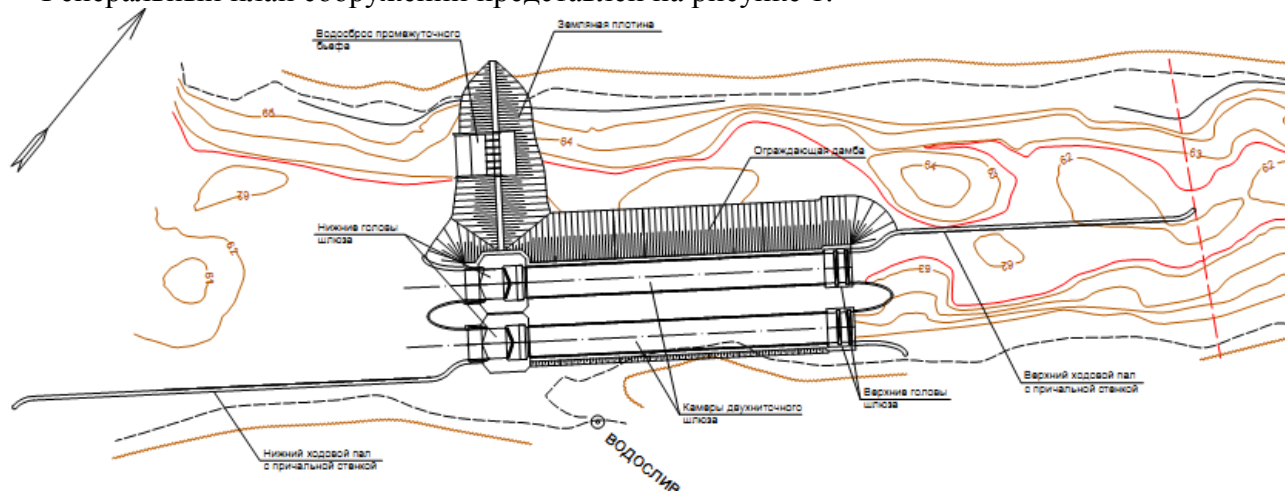 Генеральный план сооружений представлен на рисунке 1.
Земляная плотина
Водосброс промежуточного
бьефа
Ограждающая дамба
Нижние головы
шлюза
66
64
62
62
61
64
63
62
63
62
62
63
Верхний ходовой пал
с причальной стенкой
Верхние головы
шлюза
Камеры двухниточного
шлюза
Нижний ходовой пал
с причальной стенкой
ВОДОСЛИВ